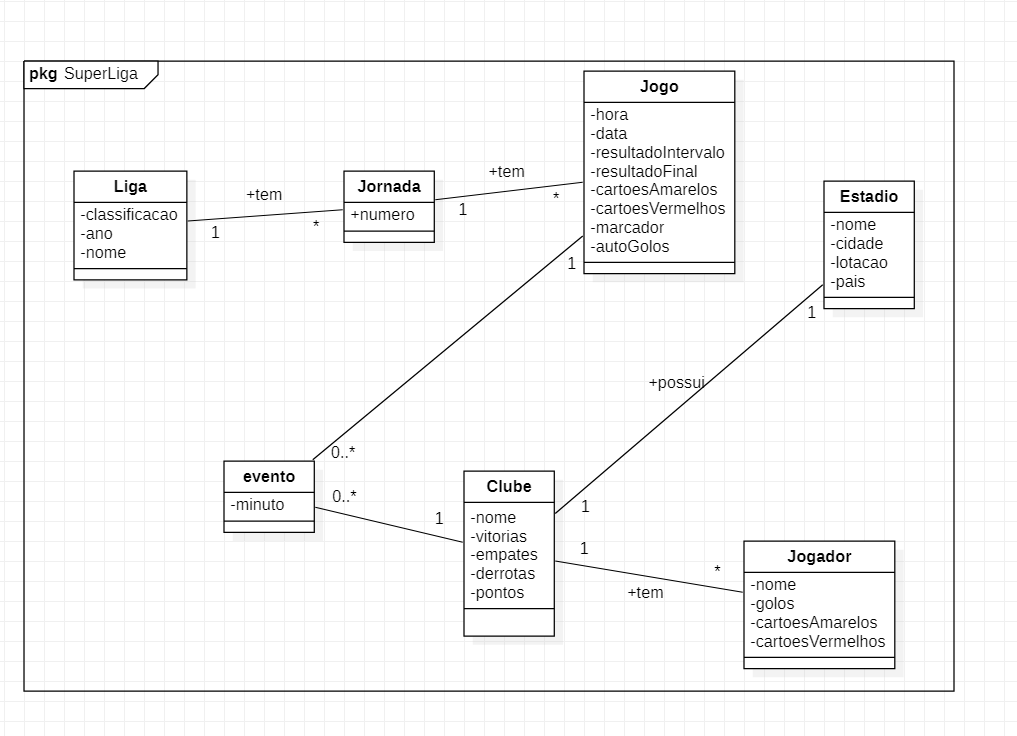 pkg SuperLiga
Jogo
-hora
-data
-resultadoIntervalo
-resultadoFinal
-cartoesAmarelos
-cartoesVermelhos
-marcador
-autoGolos
Liga
-classificacao
-ano
-nome
+tem
1
*
Jornada
+numero
+tem
1
*
Estadio
-nome
-cidade
-lotacao
-pais
1
1
+possui
0..*
evento
-minuto
0..*
1
Clube
-nome
-vitorias
-empates
-derrotas
-pontos
1
1
*
+tem
Jogador
-nome
-golos
-cartoesAmarelos
-cartoesVermelhos